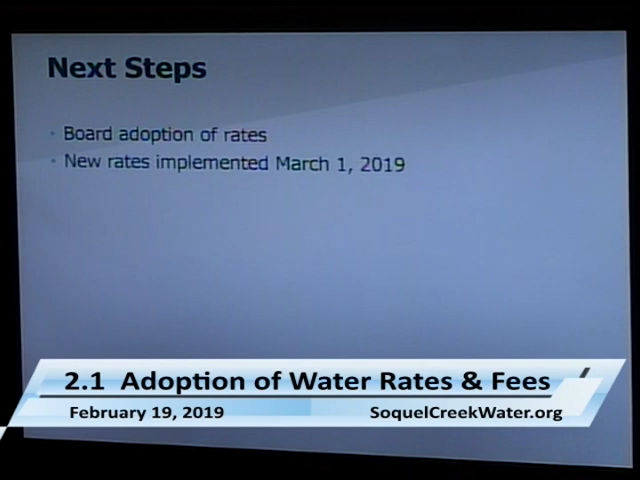 Next Steps
Board adoption of rates
New rates implemented March 1, 2019
2.1 Adoption of Water Rates & Fees
February 19, 2019
SoquelCreekWater.org